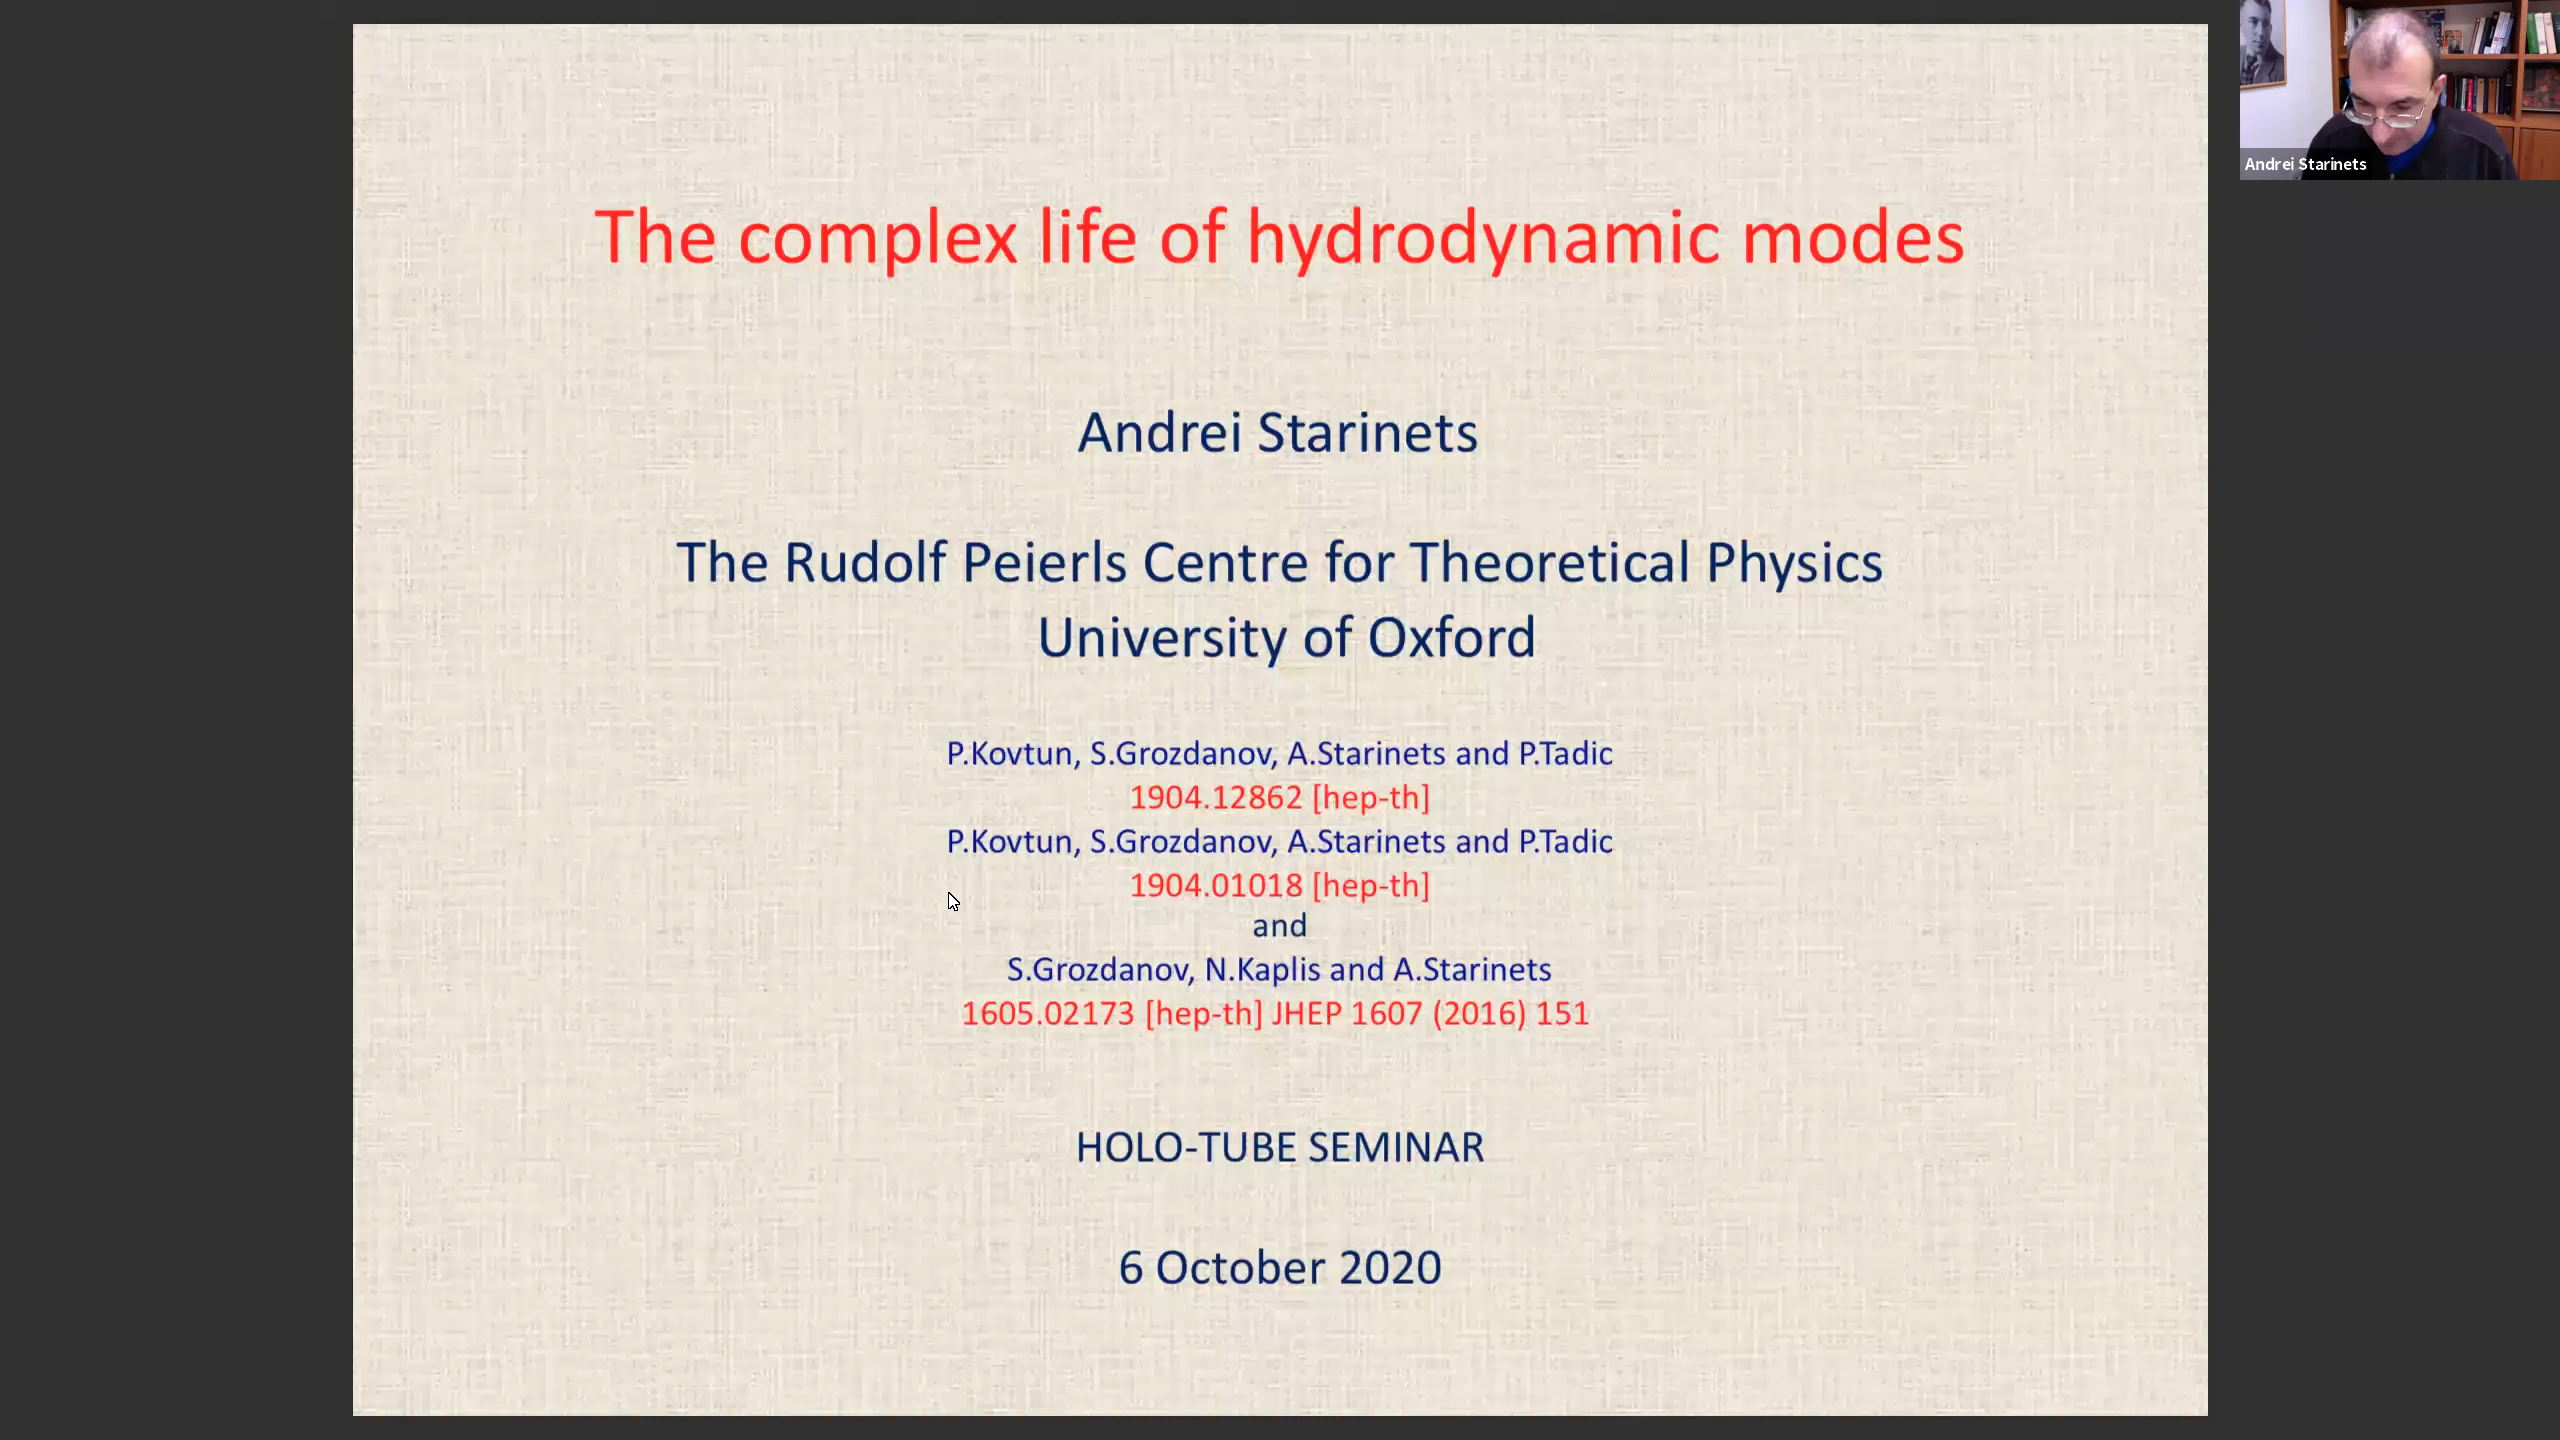 The complex life of hydrodynamic modes
Andrei Starinets
The Rudolf Peierls Centre for Theoretical Physics
University of Oxford
P.Kovtun, S.Grozdanov, A.Starinets and P.Tadic
1904.12862 [hep-th]
P.Kovtun, S.Grozdanov, A.Starinets and P.Tadic
1904.01018 [hep-th]
and
S.Grozdanov, N.Kaplis and A.Starinets
1605.02173 [hep-th] JHEP 1607 (2016) 151
HOLO-TUBE SEMINAR
6 October 2020
Andrei Starinets